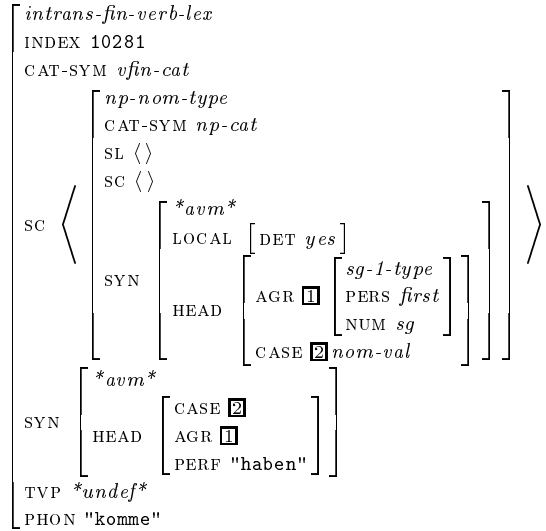 intrans-fin-verb-lex
INDEX 10281
CAT-SYM vfin-cat
np-nom-type
CAT-SYM np-cat
SL ⟨ ⟩
SC ⟨ ⟩
SC
*avm*
LOCAL [DET yes]
SYN
HEAD
AGR 1
sg-1-type
PERS first
NUM sg
CASE 2 nom-val
SYN
*avm*
HEAD
CASE 2
AGR 1
PERF "haben"
TVP *undef*
PHON "komme"